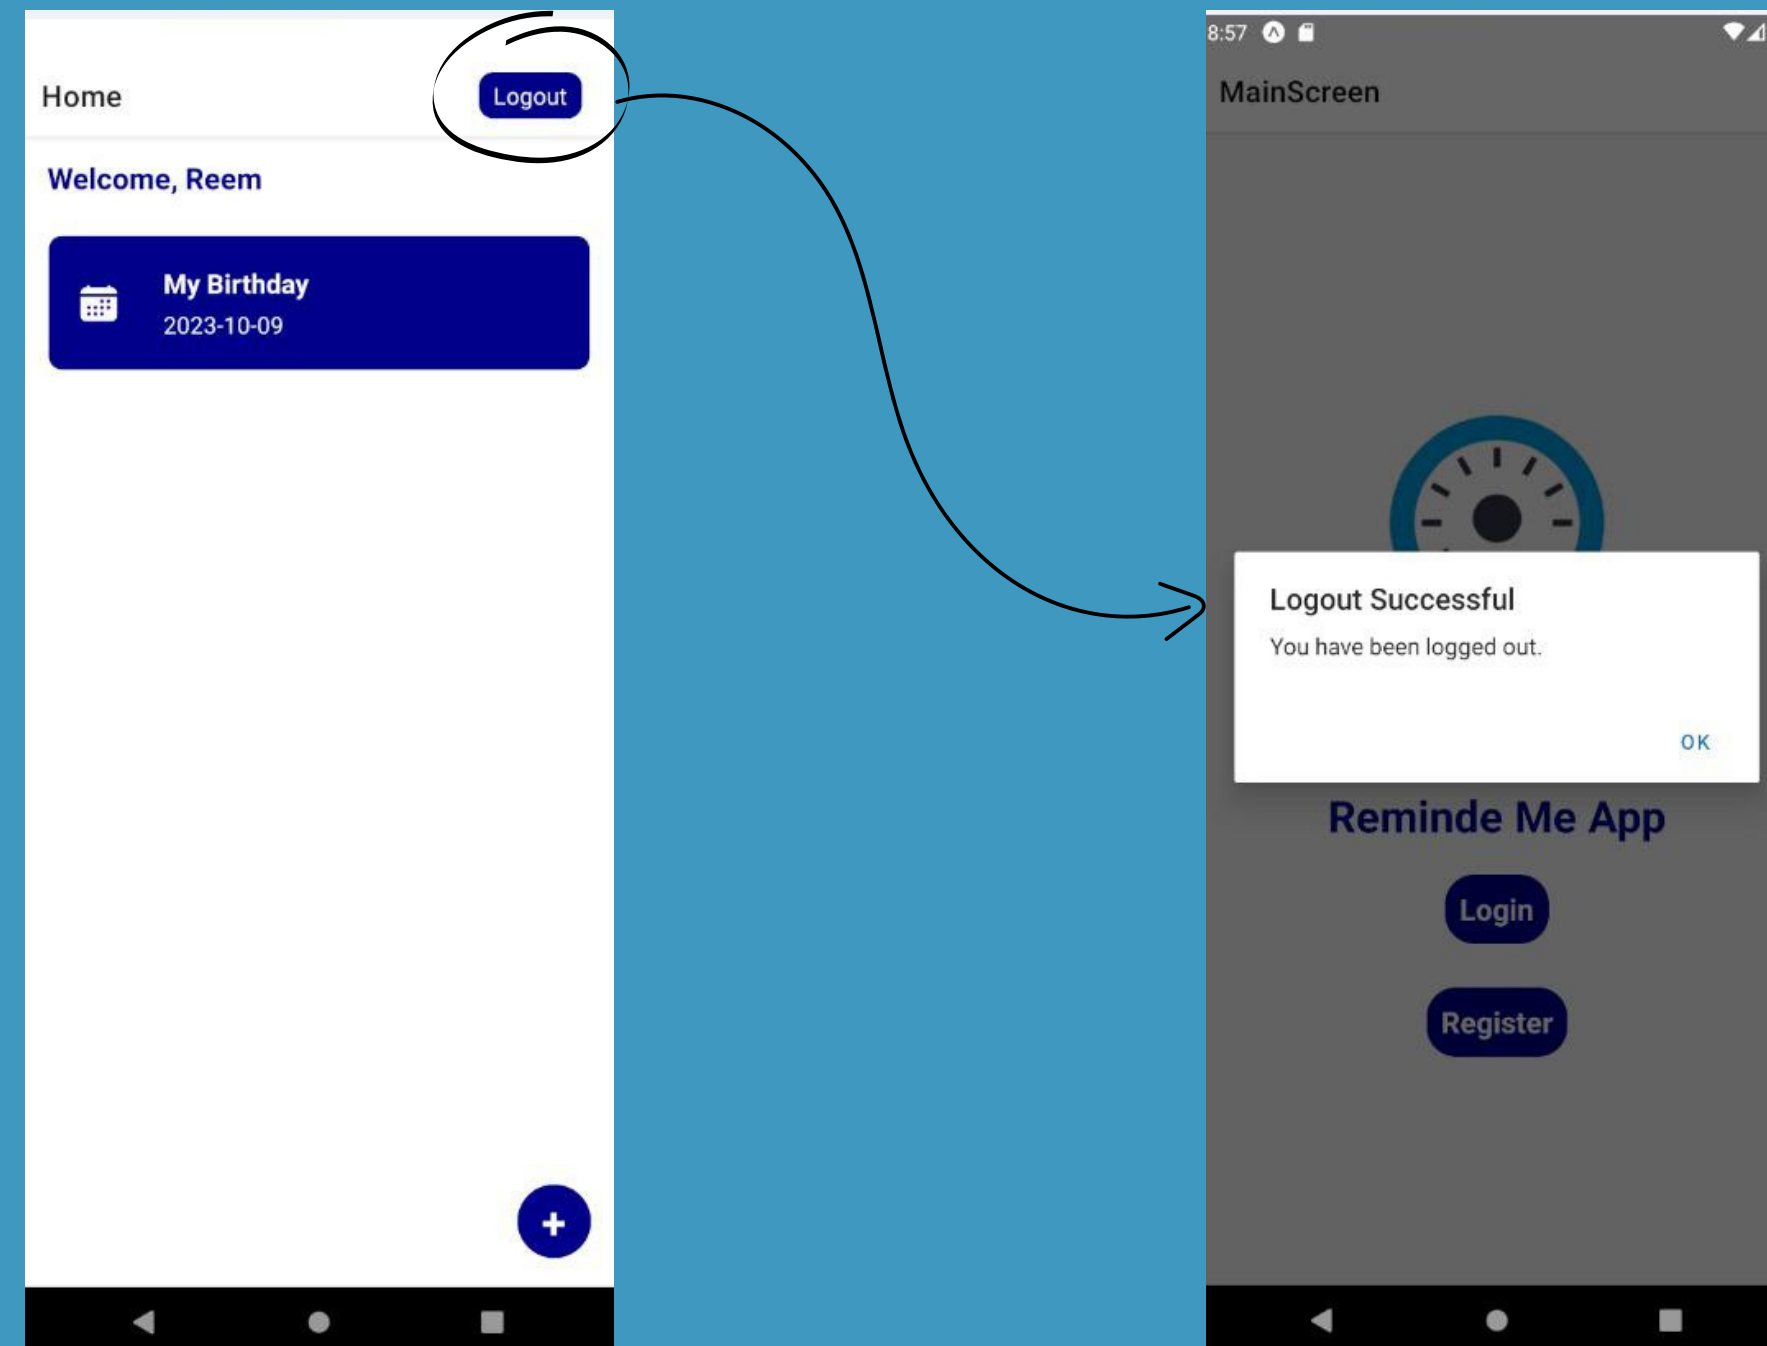 Home
Logout
Welcome, Reem
My Birthday
2023-10-09
+
8:57
MainScreen
Logout Successful
You have been logged out.
OK
Reminde Me App
Login
Register